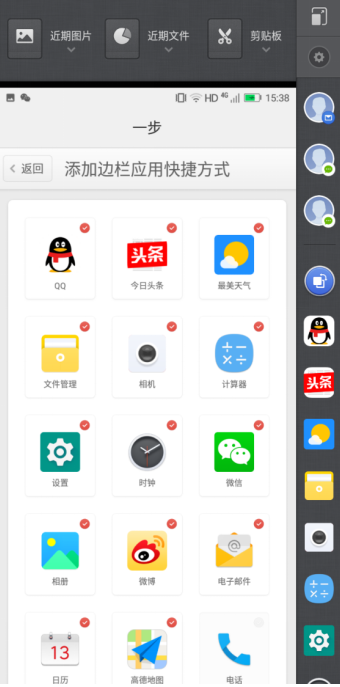 近期图片
近期文件
剪贴板
HD 4G 15:38
一步
返回
添加边栏应用快捷方式
头条
QQ
今日头条
最美天气
头条
文件管理
相机
计算器
设置
时钟
微信
@
相册
微博
电子邮件
13
日历
高德地图
电话